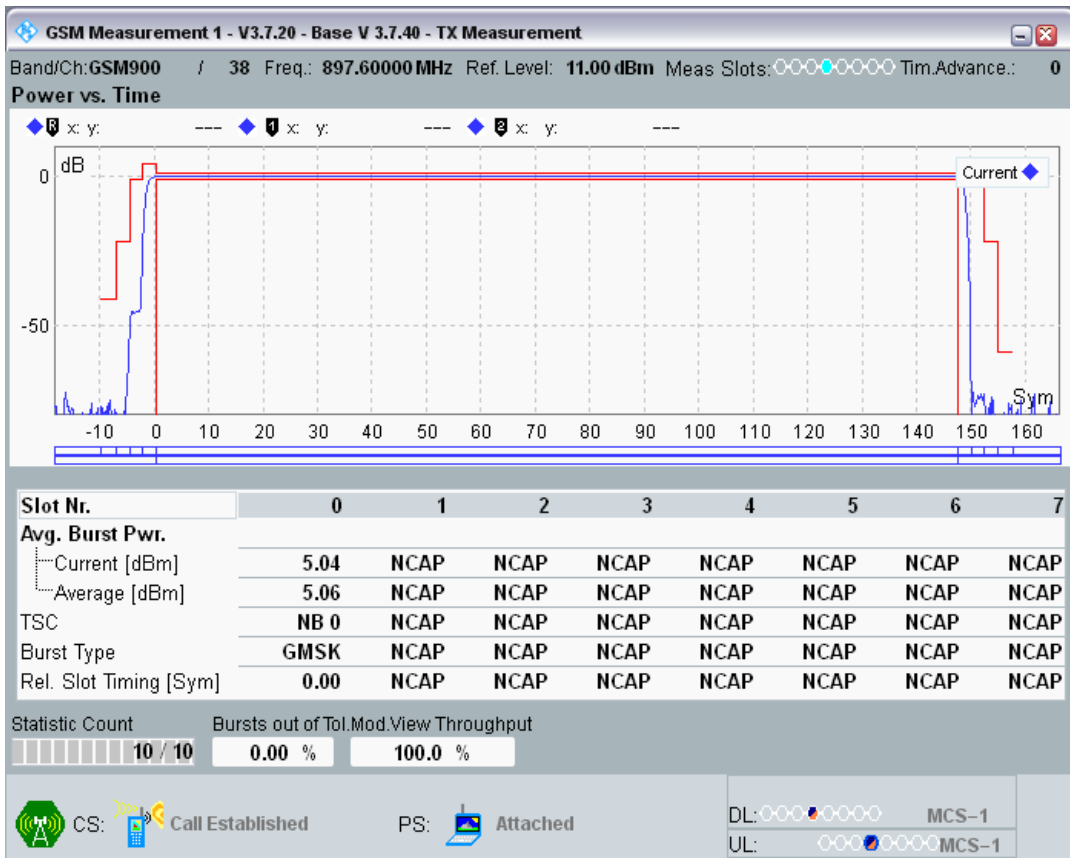 GSM Measurement 1 - V3.7.20 - Base V 3.7.40 - TX Measurement
Band/Ch:GSM900 / 38 Freq.: 897.60000 MHz Ref. Level: 11.00 dBm Meas Slots: Tim.Advance.: 0
Power vs. Time
R x: y: --- 1 x: y: --- 2 x: y: ---
dB
Current
0
-50
Sym
-10 0 10 20 30 40 50 60 70 80 90 100 110 120 130 140 150 160
Slot Nr. 0 1 2 3 4 5 6 7
Avg. Burst Pwr.
Current [dBm] 5.04 NCAP NCAP NCAP NCAP NCAP NCAP NCAP
Average [dBm] 5.06 NCAP NCAP NCAP NCAP NCAP NCAP NCAP
TSC NB 0 NCAP NCAP NCAP NCAP NCAP NCAP NCAP
Burst Type GMSK NCAP NCAP NCAP NCAP NCAP NCAP NCAP
Rel. Slot Timing [Sym] 0.00 NCAP NCAP NCAP NCAP NCAP NCAP NCAP
Statistic Count Bursts out of Tol.Mod.View Throughput
10 / 10 0.00 % 100.0 %
CS: Call Established PS: Attached
DL: MCS-1
UL: MCS-1